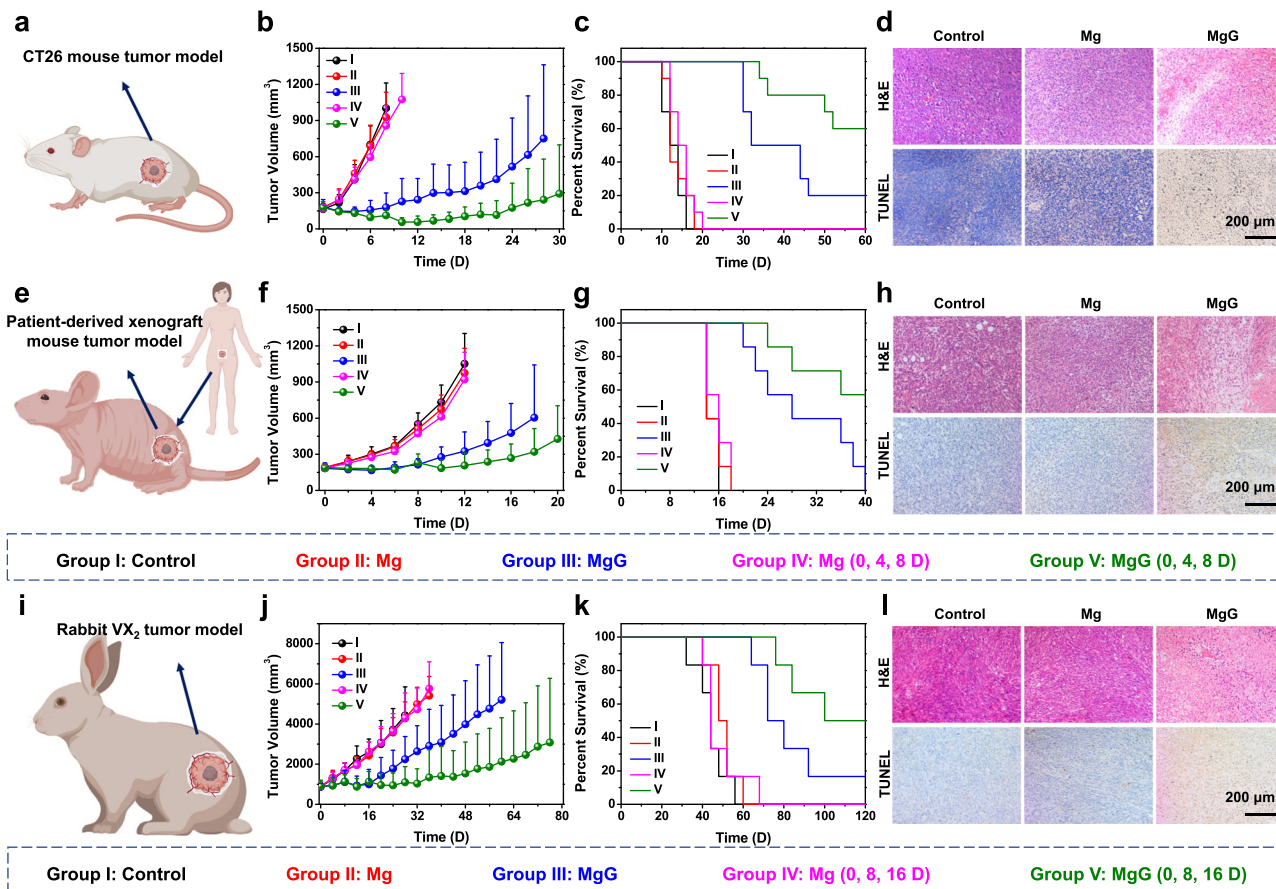 a
CT26 mouse tumor model
b
Tumor Volume (mm³)
1500
1200
900
600
300
0
I
II
III
IV
V
0 6 12 18 24 30
Time (D)
c
Percent Survival (%)
100
80
60
40
20
0
I
II
III
IV
V
0 10 20 30 40 50 60
Time (D)
d
Control Mg MgG
H&E
TUNEL
200 µm
e
Patient-derived xenograft
mouse tumor model
f
Tumor Volume (mm³)
1500
1200
900
600
300
0
I
II
III
IV
V
0 4 8 12 16 20
Time (D)
g
Percent Survival (%)
100
80
60
40
20
0
I
II
III
IV
V
0 8 16 24 32 40
Time (D)
h
Control Mg MgG
H&E
TUNEL
200 µm
Group I: Control Group II: Mg Group III: MgG Group IV: Mg (0, 4, 8 D) Group V: MgG (0, 4, 8 D)
i
Rabbit VX₂ tumor model
j
Tumor Volume (mm³)
8000
6000
4000
2000
0
I
II
III
IV
V
0 16 32 48 64 80
Time (D)
k
Percent Survival (%)
100
80
60
40
20
0
I
II
III
IV
V
0 20 40 60 80 100 120
Time (D)
l
Control Mg MgG
H&E
TUNEL
200 µm
Group I: Control Group II: Mg Group III: MgG Group IV: Mg (0, 8, 16 D) Group V: MgG (0, 8, 16 D)